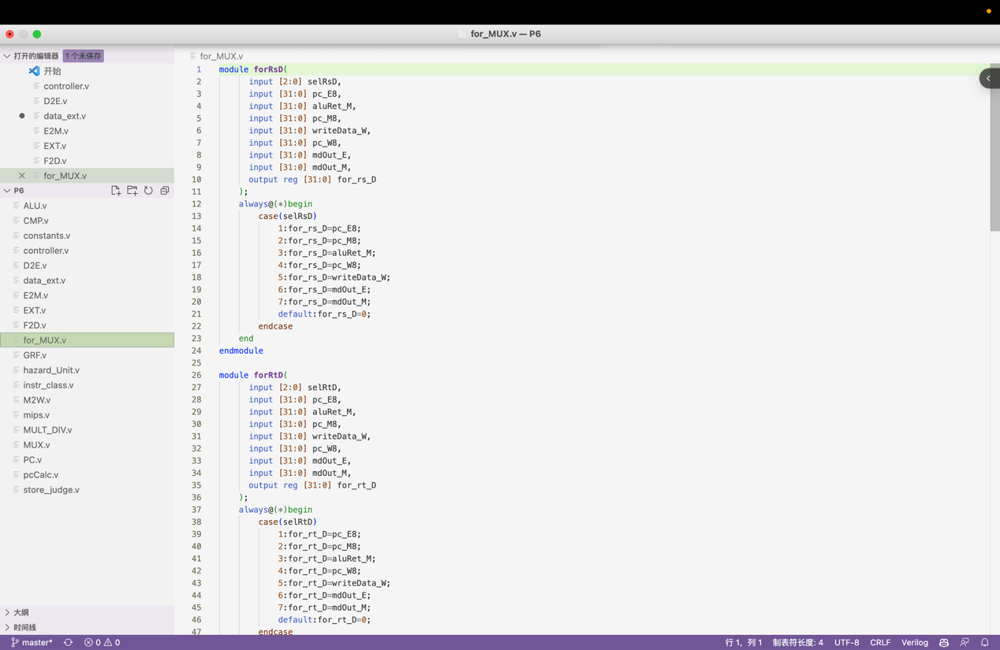 for_MUX.v — P6
打开的编辑器 1 个未保存
开始
controller.v
D2E.v
data_ext.v
E2M.v
EXT.v
F2D.v
for_MUX.v
P6
ALU.v
CMP.v
constants.v
controller.v
D2E.v
data_ext.v
E2M.v
EXT.v
F2D.v
for_MUX.v
GRF.v
hazard_Unit.v
instr_class.v
M2W.v
mips.v
MULT_DIV.v
MUX.v
PC.v
pcCalc.v
store_judge.v
大纲
时间线
for_MUX.v
1 module forRsD(
2 input [2:0] selRsD,
3 input [31:0] pc_E8,
4 input [31:0] aluRet_M,
5 input [31:0] pc_M8,
6 input [31:0] writeData_W,
7 input [31:0] pc_W8,
8 input [31:0] mdOut_E,
9 input [31:0] mdOut_M,
10 output reg [31:0] for_rs_D
11 );
12 always@(*)begin
13 case(selRsD)
14 1:for_rs_D=pc_E8;
15 2:for_rs_D=pc_M8;
16 3:for_rs_D=aluRet_M;
17 4:for_rs_D=pc_W8;
18 5:for_rs_D=writeData_W;
19 6:for_rs_D=mdOut_E;
20 7:for_rs_D=mdOut_M;
21 default:for_rs_D=0;
22 endcase
23 end
24 endmodule
25
26 module forRtD(
27 input [2:0] selRtD,
28 input [31:0] pc_E8,
29 input [31:0] aluRet_M,
30 input [31:0] pc_M8,
31 input [31:0] writeData_W,
32 input [31:0] pc_W8,
33 input [31:0] mdOut_E,
34 input [31:0] mdOut_M,
35 output reg [31:0] for_rt_D
36 );
37 always@(*)begin
38 case(selRtD)
39 1:for_rt_D=pc_E8;
40 2:for_rt_D=pc_M8;
41 3:for_rt_D=aluRet_M;
42 4:for_rt_D=pc_W8;
43 5:for_rt_D=writeData_W;
44 6:for_rt_D=mdOut_E;
45 7:for_rt_D=mdOut_M;
46 default:for_rt_D=0;
47 endcase
master* 0 0 行 1，列 1 制表符长度: 4 UTF-8 CRLF Verilog